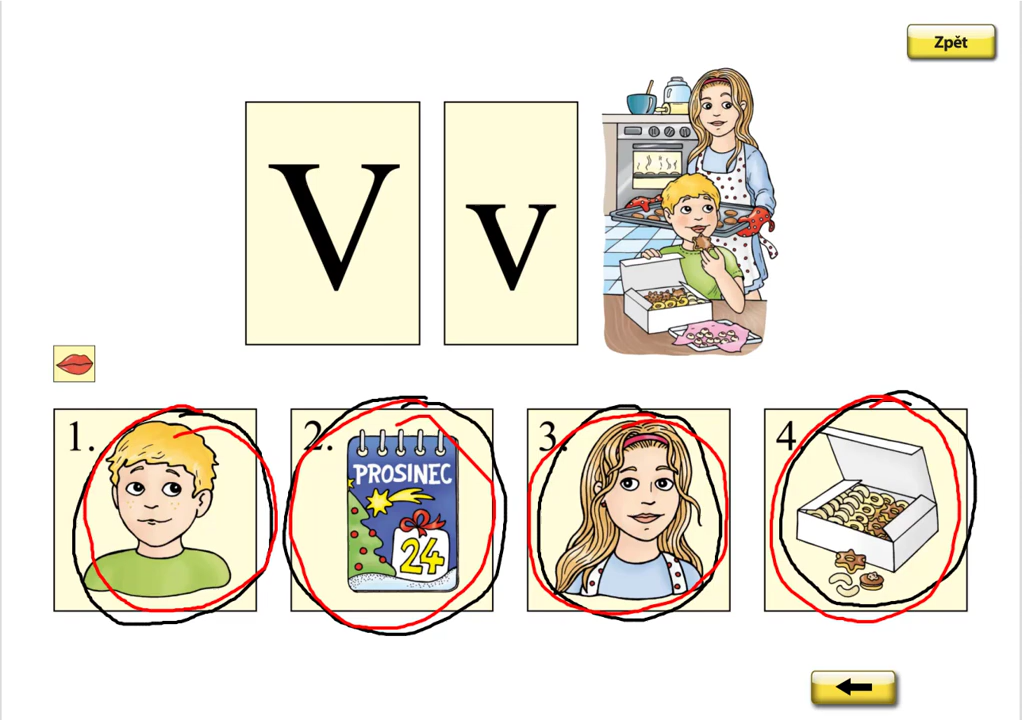 Zpět
V v
1. 2. 3. 4.
PROSINEC
24